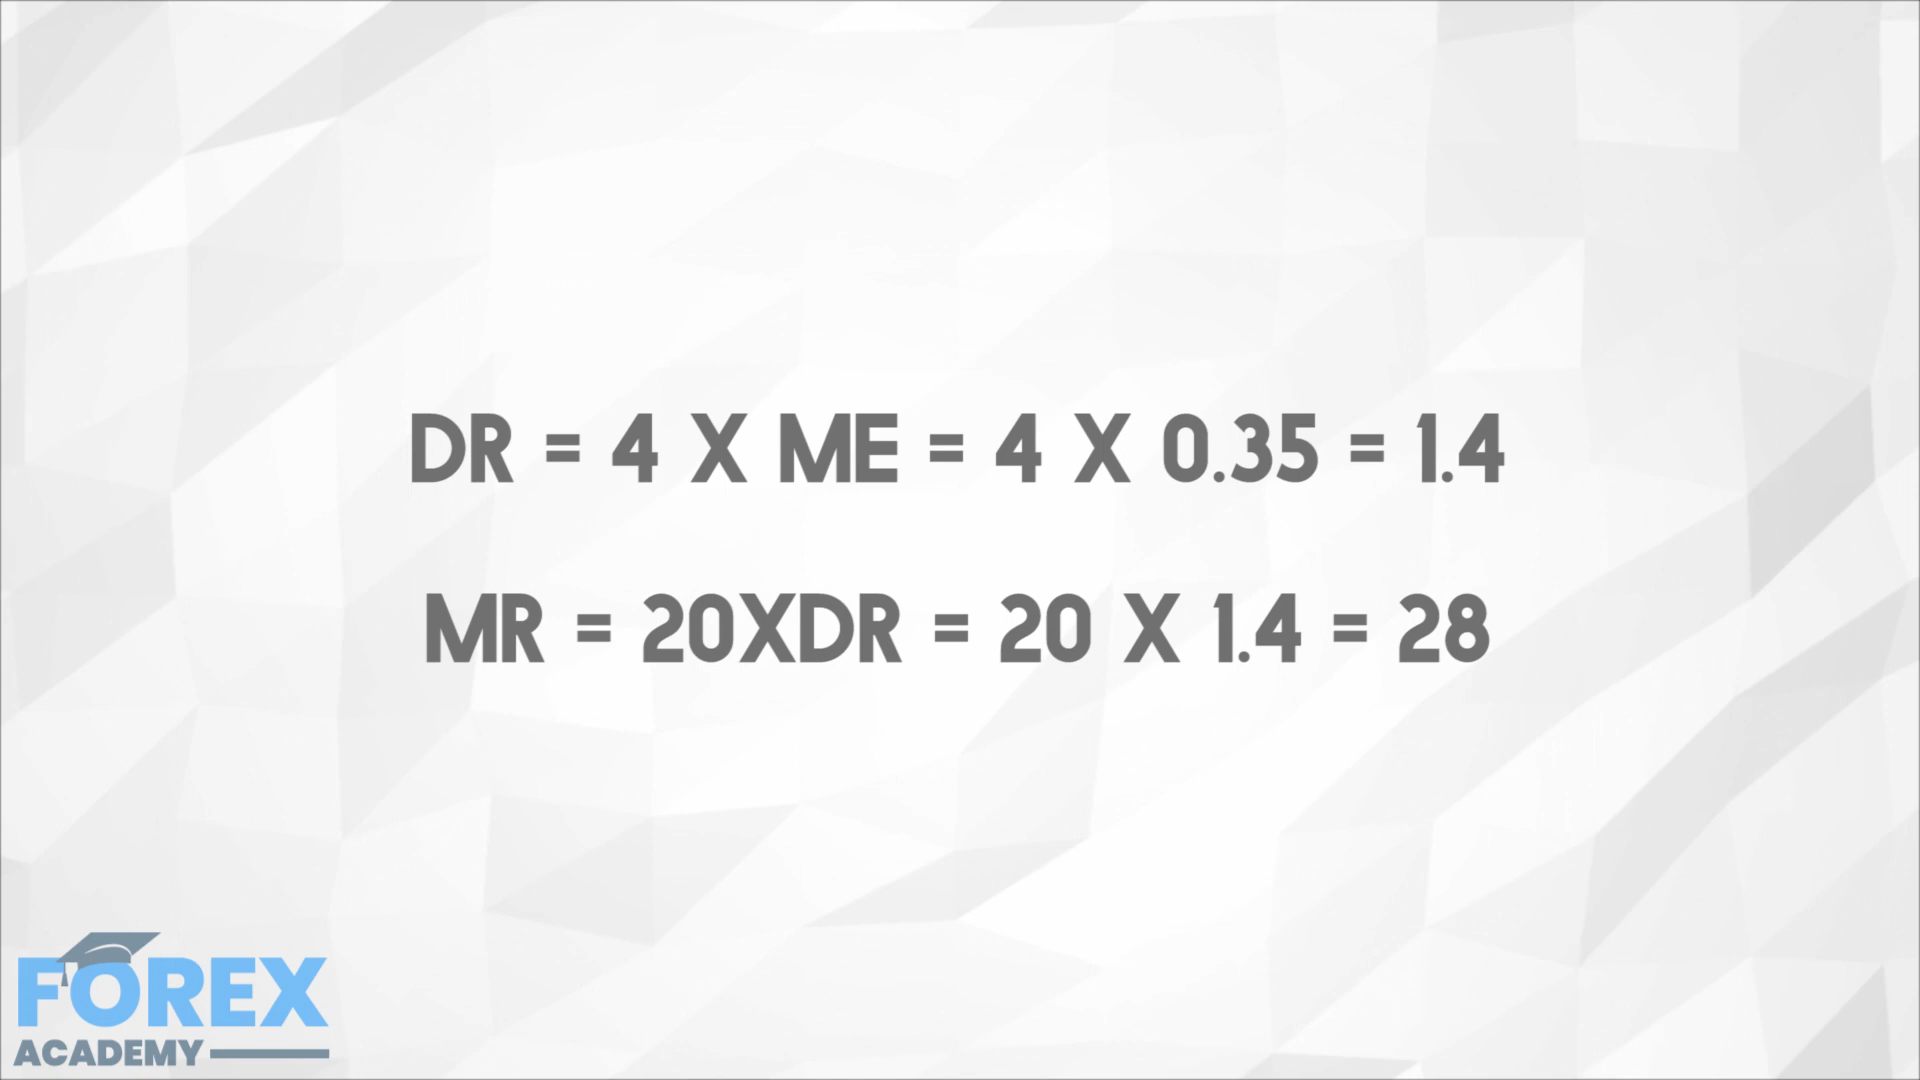 DR = 4 X ME = 4 X 0.35 = 1.4
MR = 20XDR = 20 X 1.4 = 28
FOREX
ACADEMY